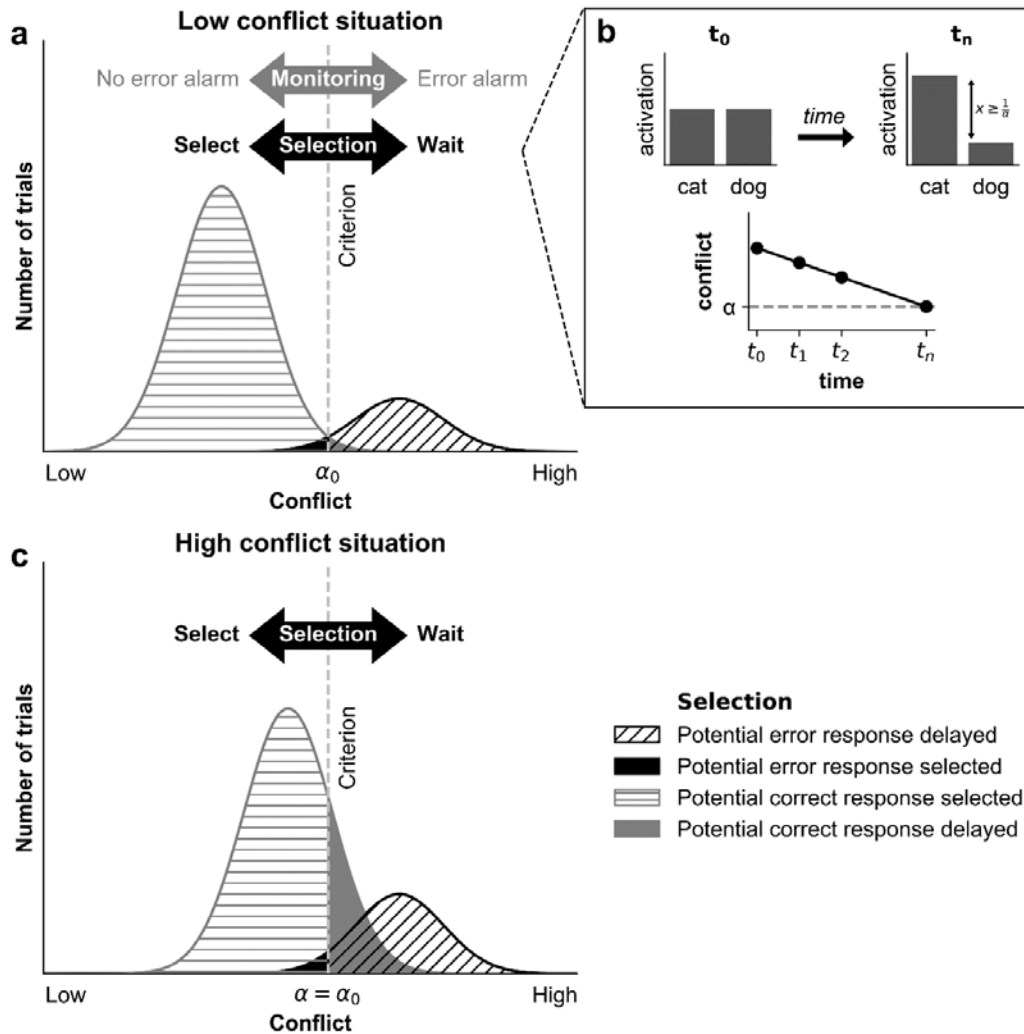 a
Low conflict situation
No error alarm Monitoring Error alarm
Select Selection Wait
Criterion
Number of trials
Low α₀ High
Conflict
b
t₀ tₙ
activation
time
activation
x ≥ 1/α
cat dog
cat dog
conflict
α
t₀ t₁ t₂ tₙ
time
c
High conflict situation
Select Selection Wait
Criterion
Number of trials
Low α = α₀ High
Conflict
Selection
Potential error response delayed
Potential error response selected
Potential correct response selected
Potential correct response delayed